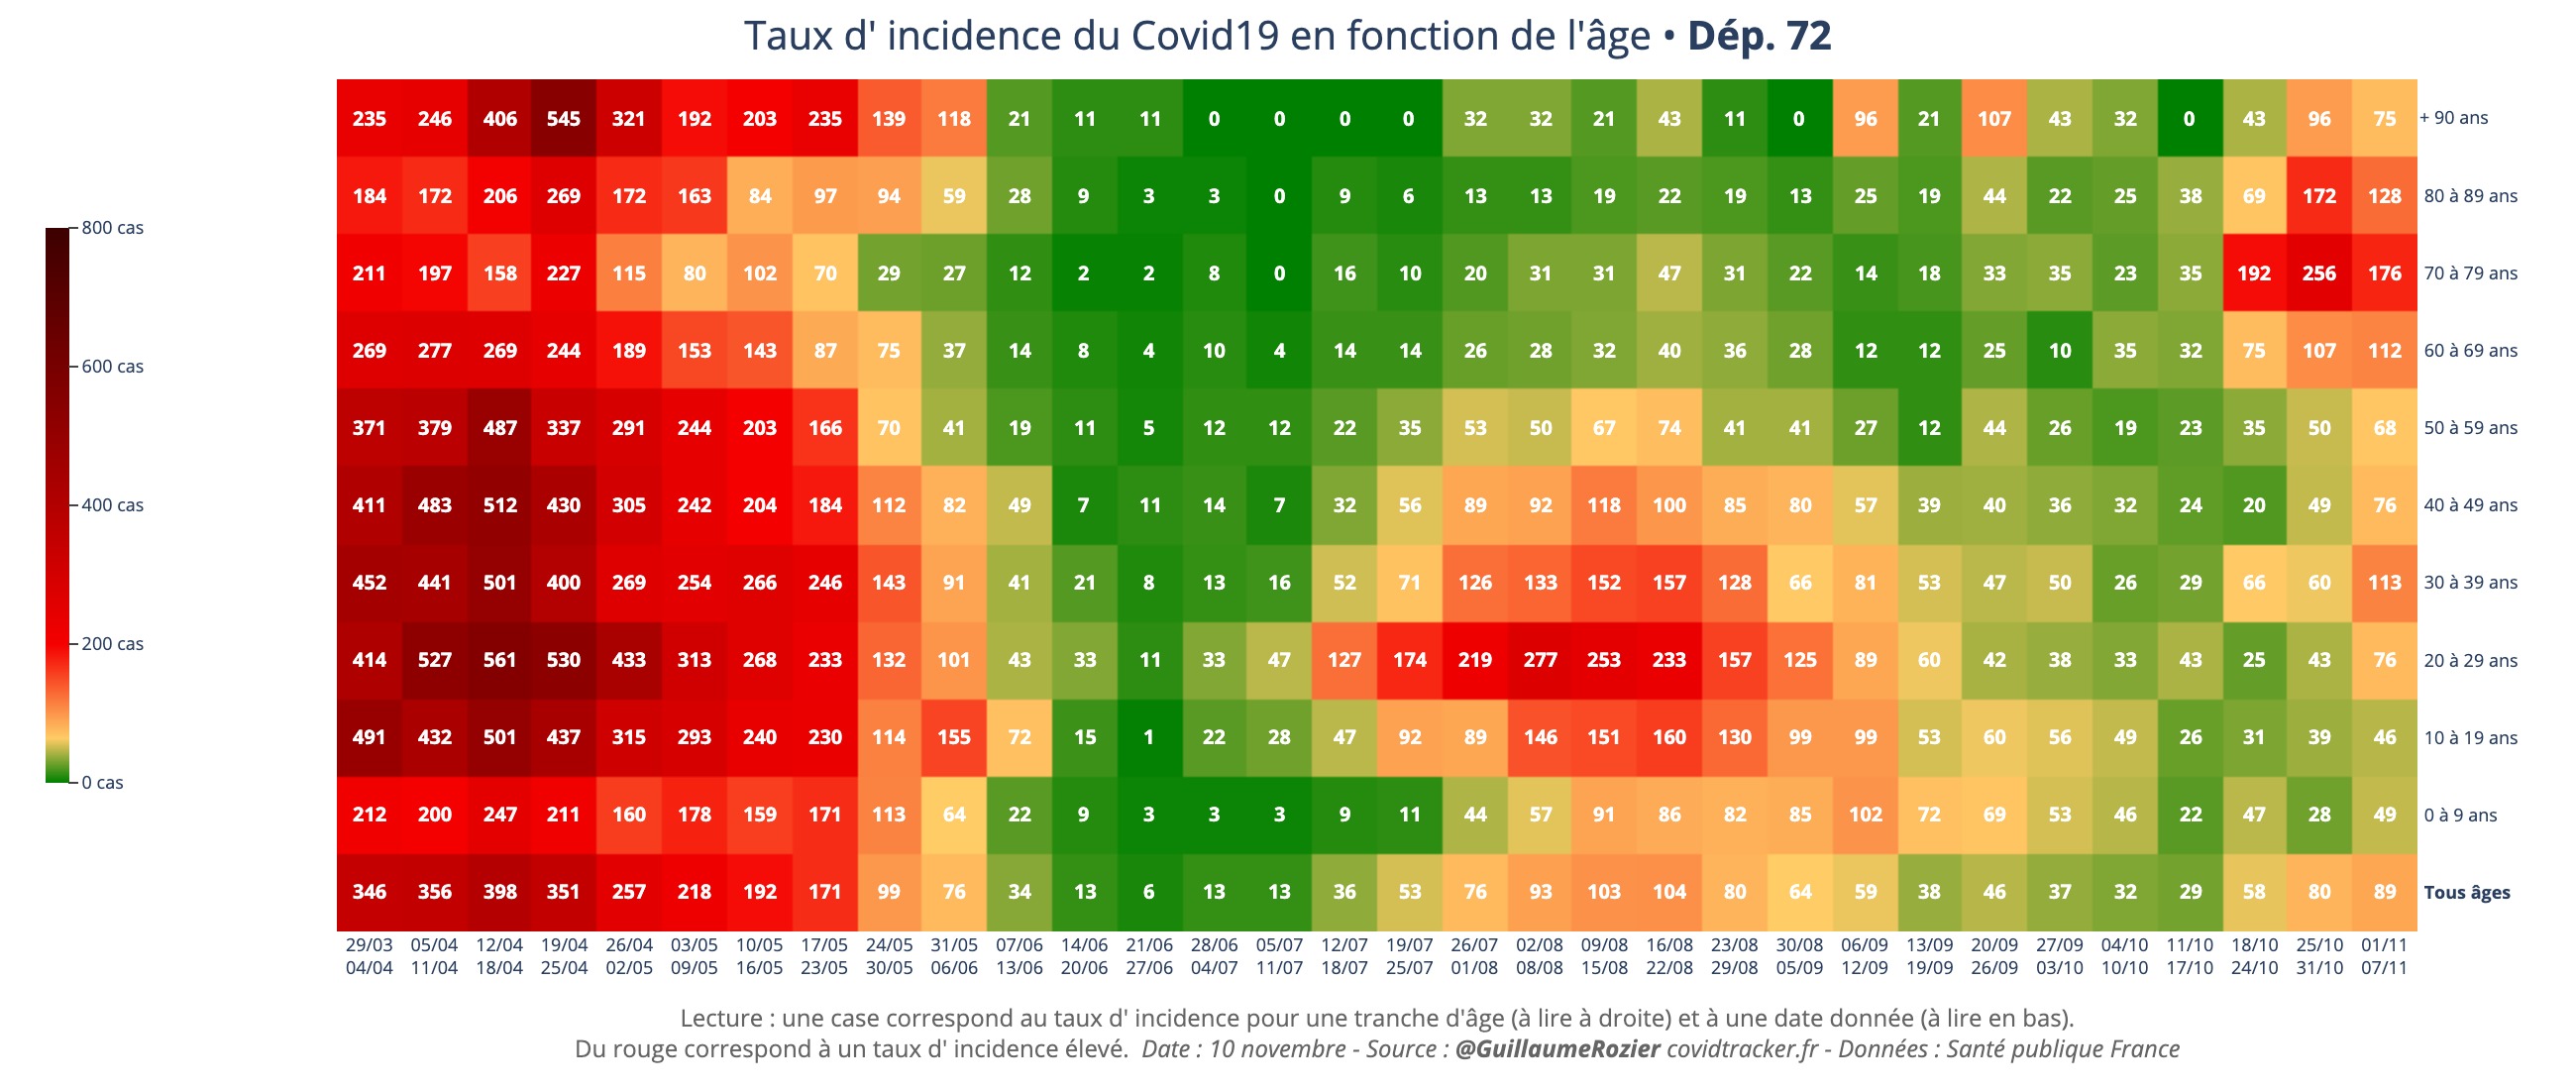 Taux d' incidence du Covid19 en fonction de l'âge • Dép. 72
800 cas
600 cas
400 cas
200 cas
0 cas
235 246 406 545 321 192 203 235 139 118 21 11 11 0 0 0 0 32 32 21 43 11 0 96 21 107 43 32 0 43 96 75 + 90 ans
184 172 206 269 172 163 84 97 94 59 28 9 3 3 0 9 6 13 13 19 22 19 13 25 19 44 22 25 38 69 172 128 80 à 89 ans
211 197 158 227 115 80 102 70 29 27 12 2 2 8 0 16 10 20 31 31 47 31 22 14 18 33 35 23 35 192 256 176 70 à 79 ans
269 277 269 244 189 153 143 87 75 37 14 8 4 10 4 14 14 26 28 32 40 36 28 12 12 25 10 35 32 75 107 112 60 à 69 ans
371 379 487 337 291 244 203 166 70 41 19 11 5 12 12 22 35 53 50 67 74 41 41 27 12 44 26 19 23 35 50 68 50 à 59 ans
411 483 512 430 305 242 204 184 112 82 49 7 11 14 7 32 56 89 92 118 100 85 80 57 39 40 36 32 24 20 49 76 40 à 49 ans
452 441 501 400 269 254 266 246 143 91 41 21 8 13 16 52 71 126 133 152 157 128 66 81 53 47 50 26 29 66 60 113 30 à 39 ans
414 527 561 530 433 313 268 233 132 101 43 33 11 33 47 127 174 219 277 253 233 157 125 89 60 42 38 33 43 25 43 76 20 à 29 ans
491 432 501 437 315 293 240 230 114 155 72 15 1 22 28 47 92 89 146 151 160 130 99 99 53 60 56 49 26 31 39 46 10 à 19 ans
212 200 247 211 160 178 159 171 113 64 22 9 3 3 3 9 11 44 57 91 86 82 85 102 72 69 53 46 22 47 28 49 0 à 9 ans
346 356 398 351 257 218 192 171 99 76 34 13 6 13 13 36 53 76 93 103 104 80 64 59 38 46 37 32 29 58 80 89 Tous âges
29/03 05/04 12/04 19/04 26/04 03/05 10/05 17/05 24/05 31/05 07/06 14/06 21/06 28/06 05/07 12/07 19/07 26/07 02/08 09/08 16/08 23/08 30/08 06/09 13/09 20/09 27/09 04/10 11/10 18/10 25/10 01/11
04/04 11/04 18/04 25/04 02/05 09/05 16/05 23/05 30/05 06/06 13/06 20/06 27/06 04/07 11/07 18/07 25/07 01/08 08/08 15/08 22/08 29/08 05/09 12/09 19/09 26/09 03/10 10/10 17/10 24/10 31/10 07/11
Lecture : une case correspond au taux d' incidence pour une tranche d'âge (à lire à droite) et à une date donnée (à lire en bas).
Du rouge correspond à un taux d' incidence élevé. Date : 10 novembre - Source : @GuillaumeRozier covidtracker.fr - Données : Santé publique France